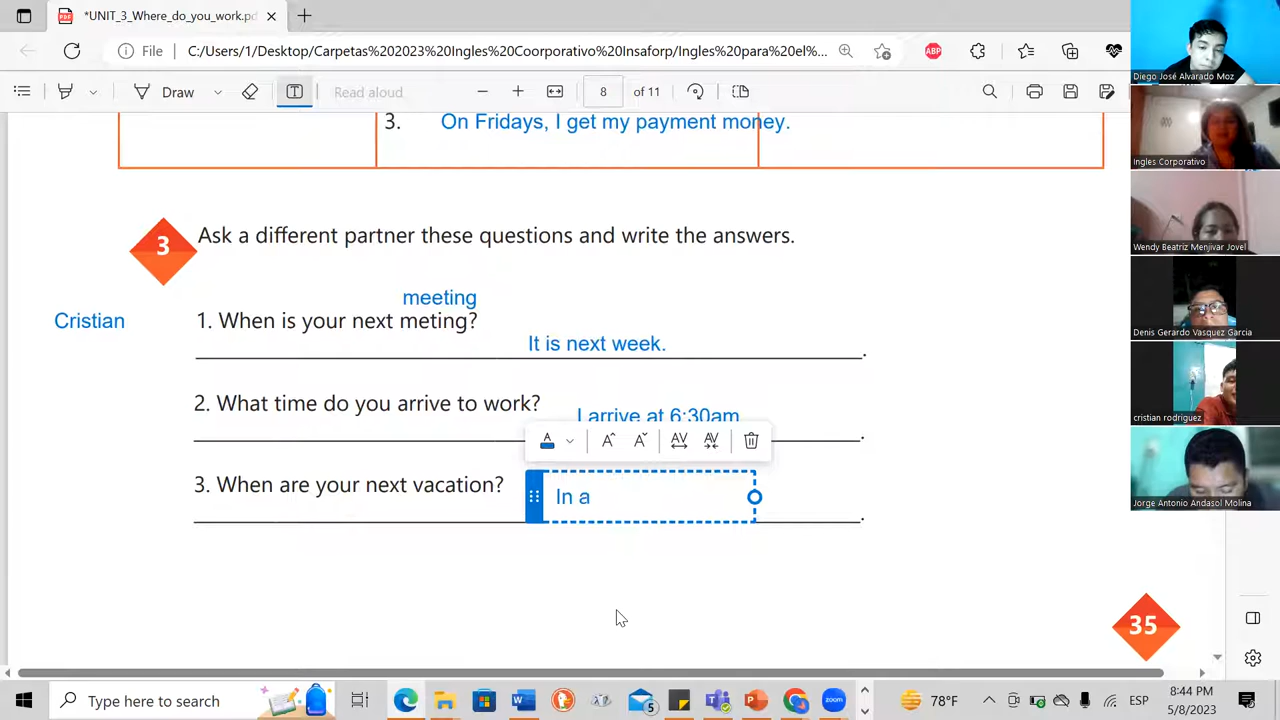 *UNIT_3_Where_do_you_work.pd
File
C:/Users/1/Desktop/Carpetas%202023%20Ingles%20Coorporativo%20Insaforp/Ingles%20para%20el%...
ABP
Draw
Read aloud
8 of 11
3. On Fridays, I get my payment money.
3 Ask a different partner these questions and write the answers.
meeting
Cristian 1. When is your next meting?
It is next week.
2. What time do you arrive to work?
I arrive at 6:30am
3. When are your next vacation?
In a
35
Diego José Alvarado Moz
Ingles Corporativo
Wendy Beatriz Menjivar Jovel
Denis Gerardo Vasquez Garcia
cristian rodriguez
Jorge Antonio Andasol Molina
Type here to search
5
zoom
78°F
ESP
8:44 PM
5/8/2023